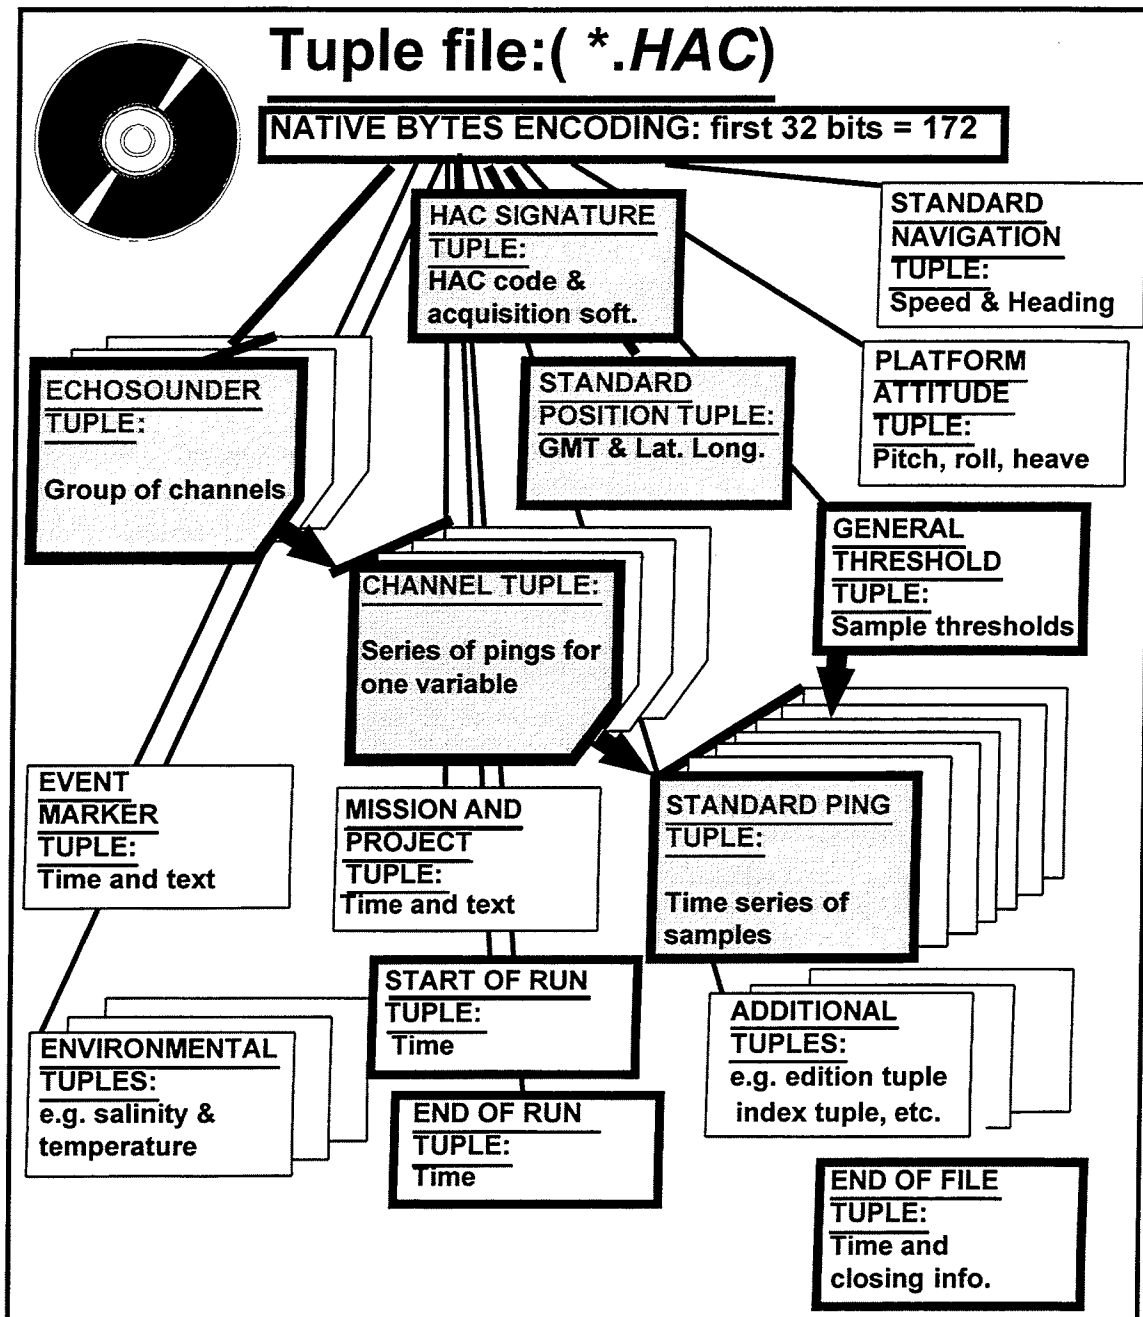 Tuple file:( *.HAC)
NATIVE BYTES ENCODING: first 32 bits = 172
HAC SIGNATURE
TUPLE:
HAC code &
acquisition soft.
STANDARD
NAVIGATION
TUPLE:
Speed & Heading
ECHOSOUNDER
TUPLE:
Group of channels
STANDARD
POSITION TUPLE:
GMT & Lat. Long.
PLATFORM
ATTITUDE
TUPLE:
Pitch, roll, heave
CHANNEL TUPLE:
Series of pings for
one variable
GENERAL
THRESHOLD
TUPLE:
Sample thresholds
EVENT
MARKER
TUPLE:
Time and text
MISSION AND
PROJECT
TUPLE:
Time and text
STANDARD PING
TUPLE:
Time series of
samples
START OF RUN
TUPLE:
Time
ENVIRONMENTAL
TUPLES:
e.g. salinity &
temperature
END OF RUN
TUPLE:
Time
ADDITIONAL
TUPLES:
e.g. edition tuple
index tuple, etc.
END OF FILE
TUPLE:
Time and
closing info.